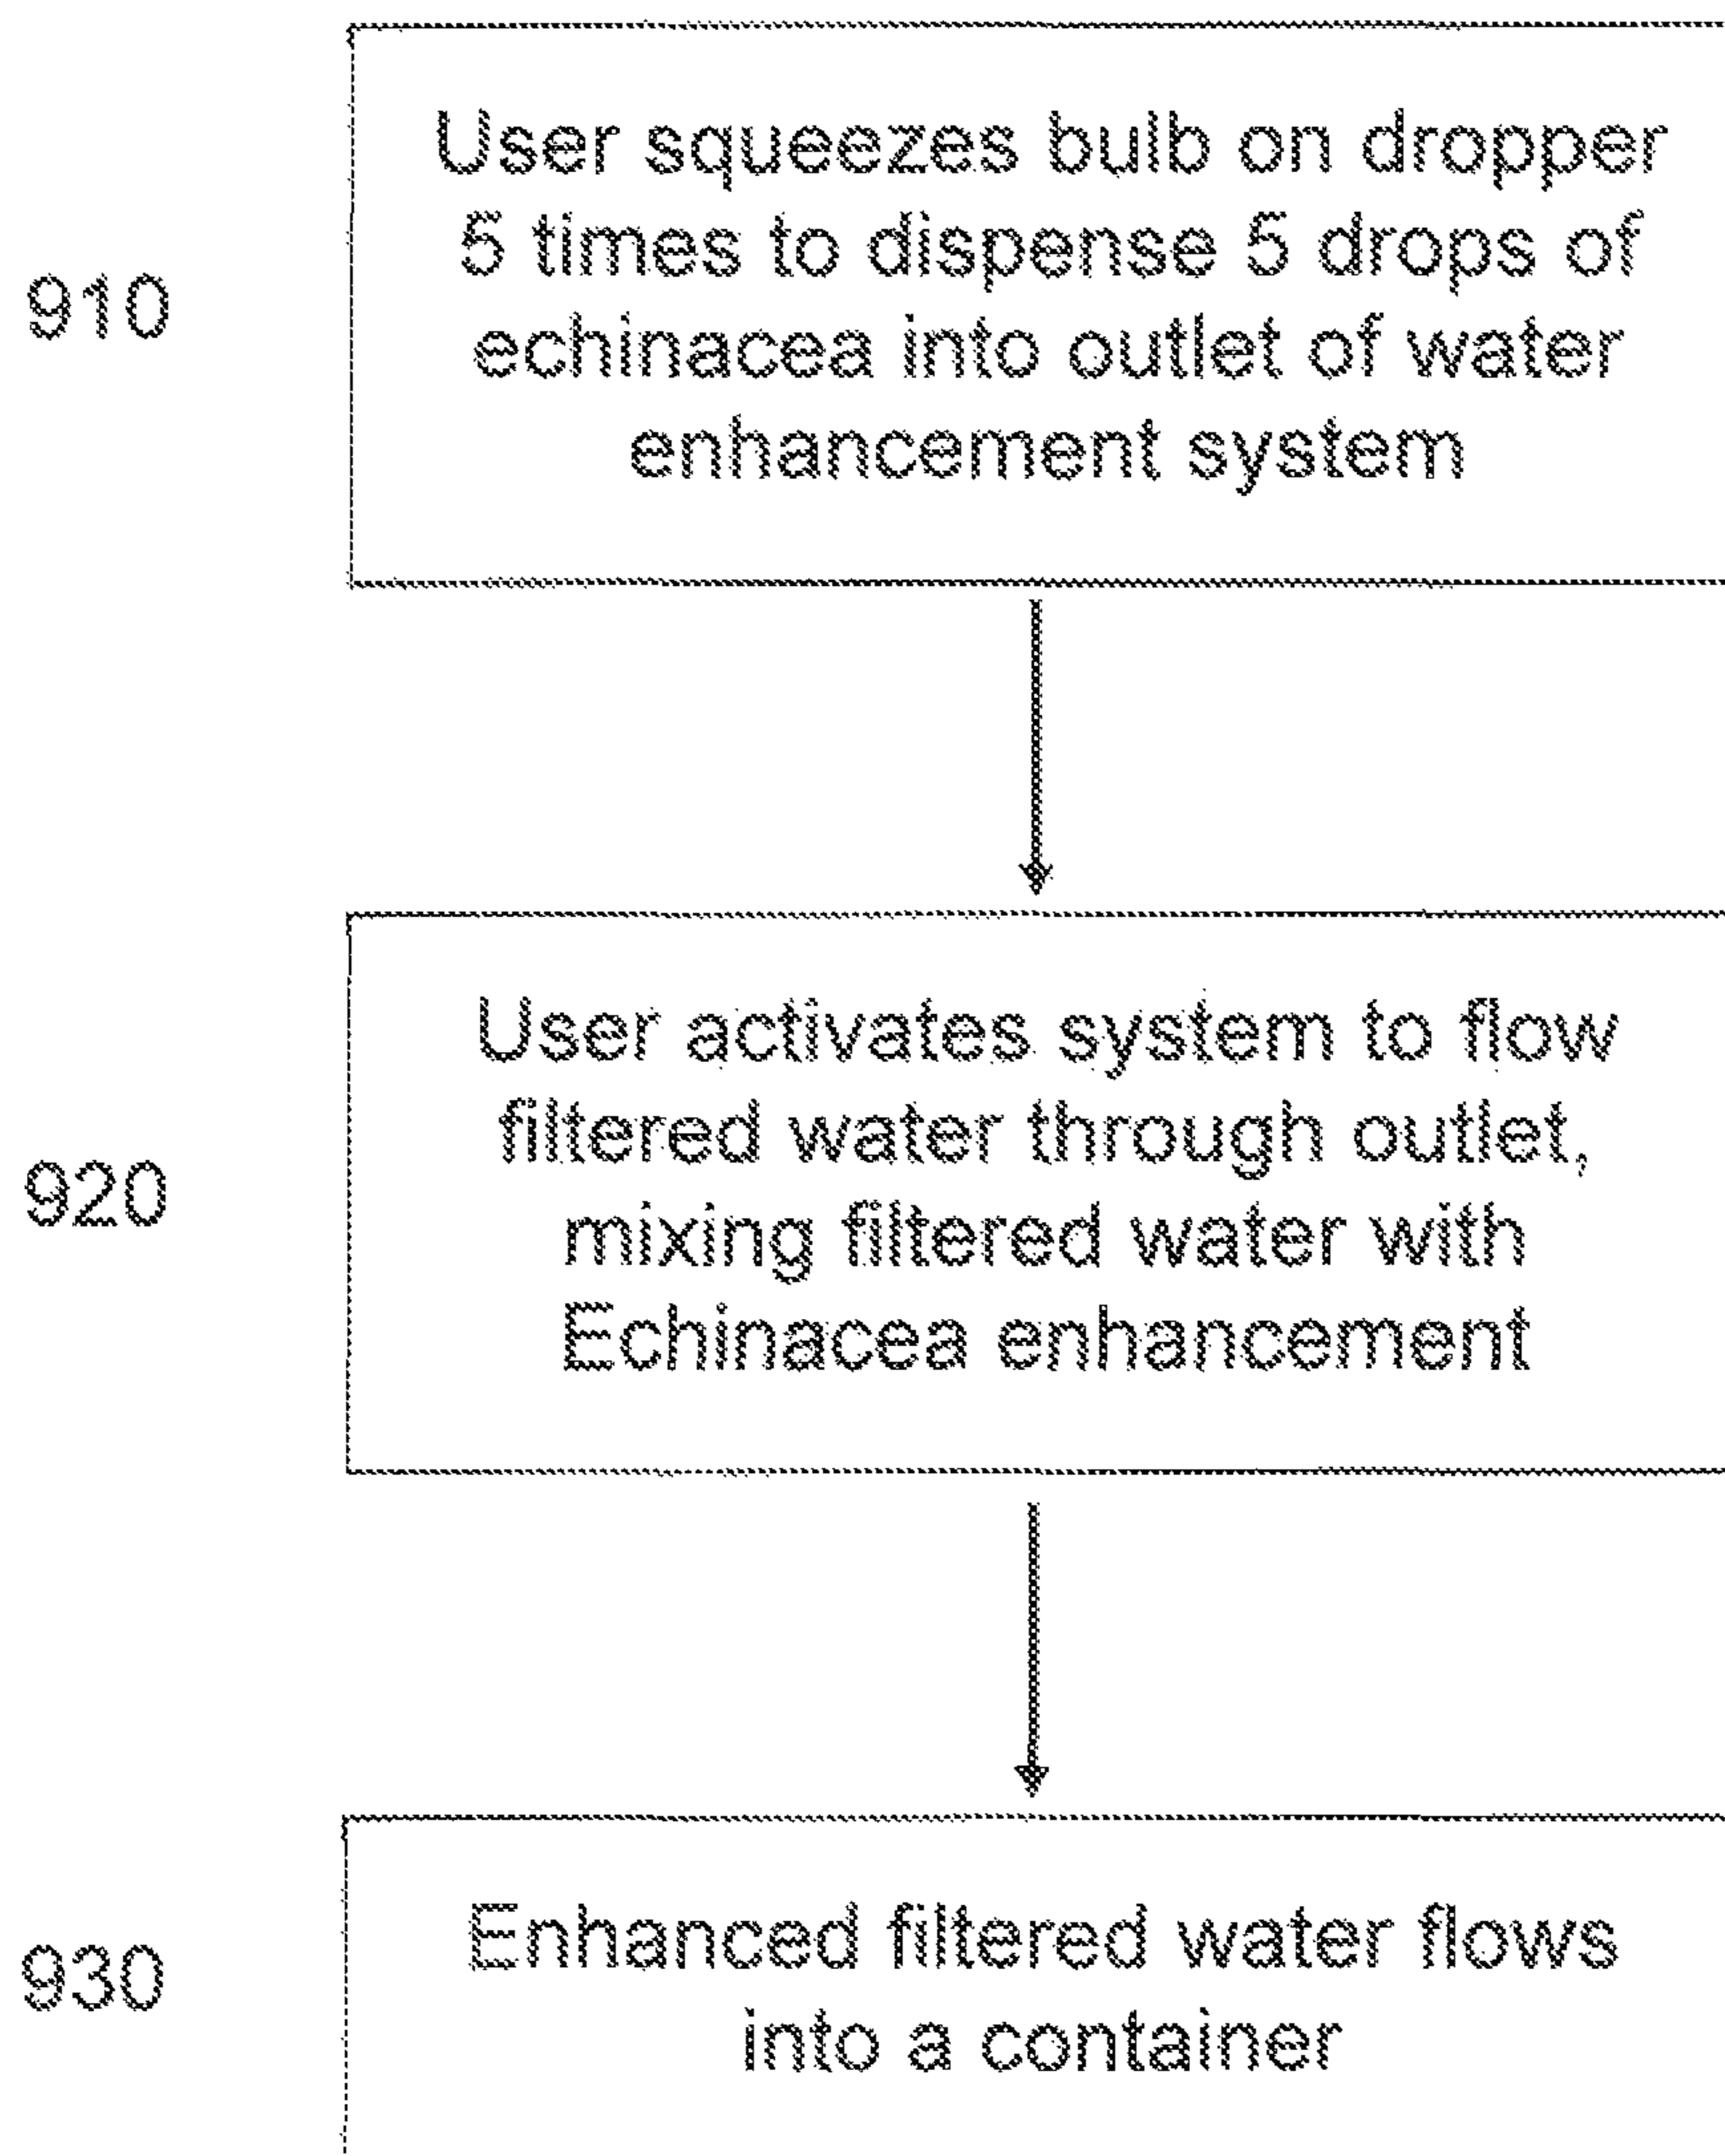 User squeezes bulb on dropper
5 times to dispense 5 drops of
910
echinacea into outlet of water
enhancement system
User activates system to flow
filtered water through outlet,
920
mixing filtered water with
Echinacea enhancement
Enhanced filtered water flows
930
into a container